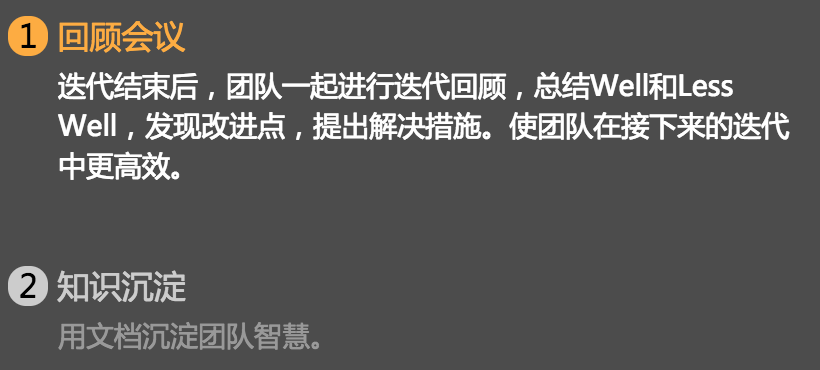 1 回顾会议
迭代结束后，团队一起进行迭代回顾，总结Well和Less
Well，发现改进点，提出解决措施。使团队在接下来的迭代
中更高效。
2 知识沉淀
用文档沉淀团队智慧。